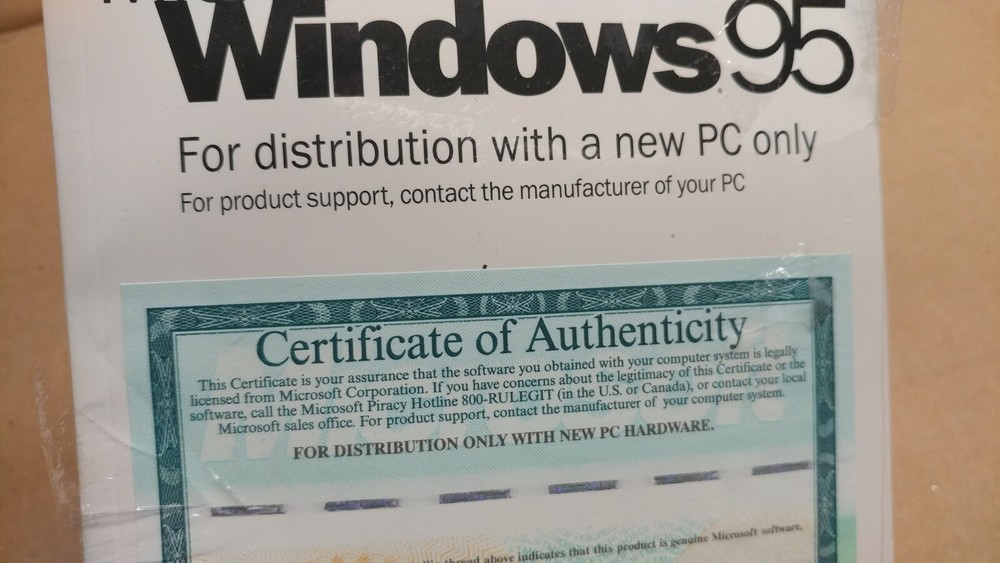 Windows 95
For distribution with a new PC only
For product support, contact the manufacturer of your PC
Certificate of Authenticity
This Certificate is your assurance that the software you obtained with your computer system is legally
licensed from Microsoft Corporation. If you have concerns about the legitimacy of this Certificate or the
software, call the Microsoft Piracy Hotline 800-RULEGIT (in the U.S. or Canada), or contact your local
Microsoft sales office. For product support, contact the manufacturer of your computer system.
FOR DISTRIBUTION ONLY WITH NEW PC HARDWARE.
thread above indicates that this product is genuine Microsoft software.